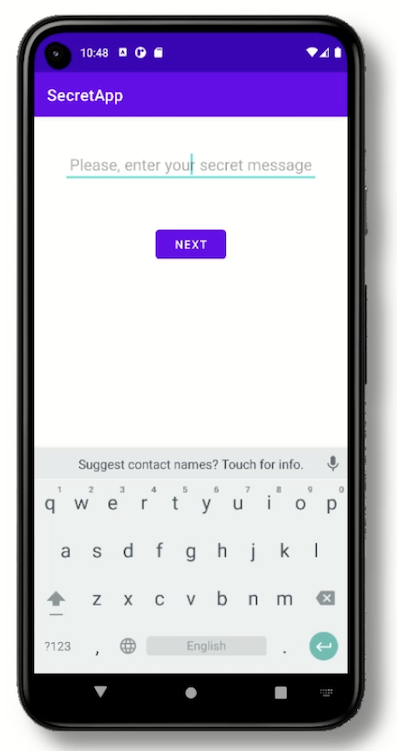 10:48
SecretApp
Please, enter your secret message
NEXT
Suggest contact names? Touch for info.
1 2 3 4 5 6 7 8 9 0
q w e r t y u i o p
a s d f g h j k l
z x c v b n m
?123 , English .